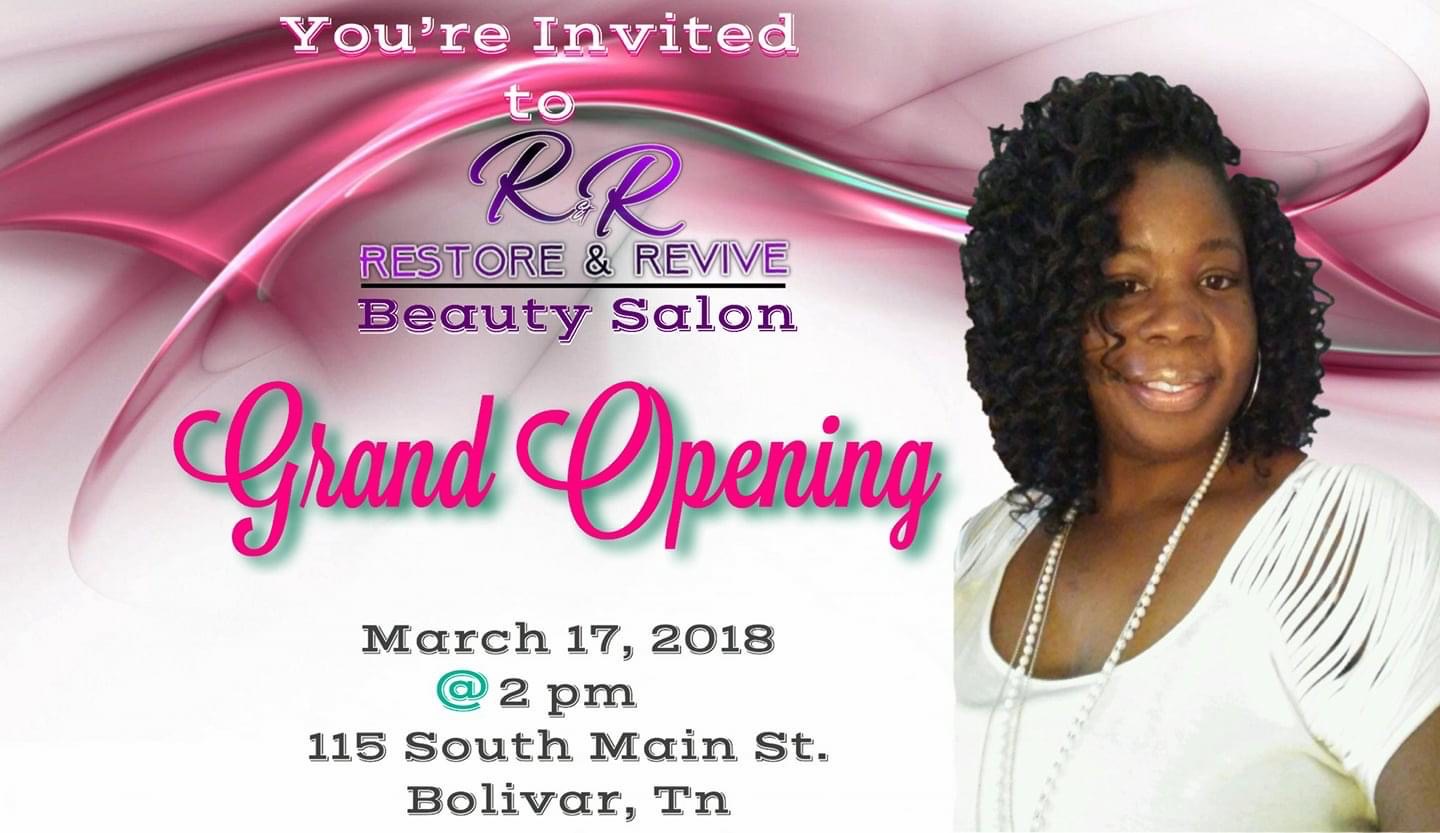 You're Invited
to
R&R
RESTORE & REVIVE
Beauty Salon
Grand Opening
March 17, 2018
@ 2 pm
115 South Main St.
Bolivar, Tn